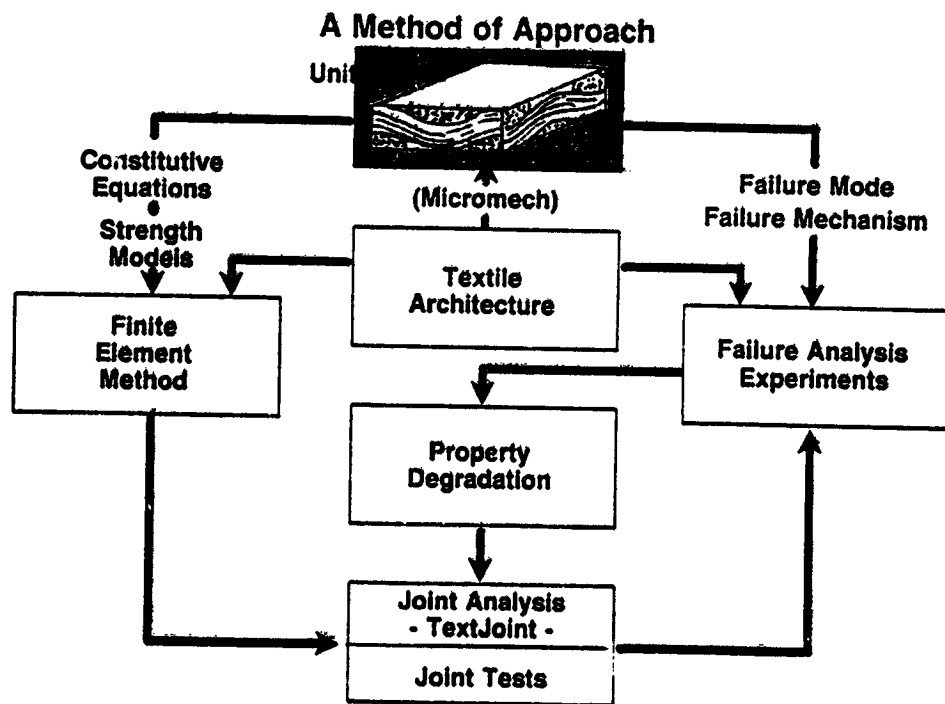 A Method of Approach
Constitutive
Equations
Strength
Models
(Micromech)
Failure Mode
Failure Mechanism
Textile
Architecture
Finite
Element
Method
Failure Analysis
Experiments
Property
Degradation
Joint Analysis
- TextJoint -
Joint Tests